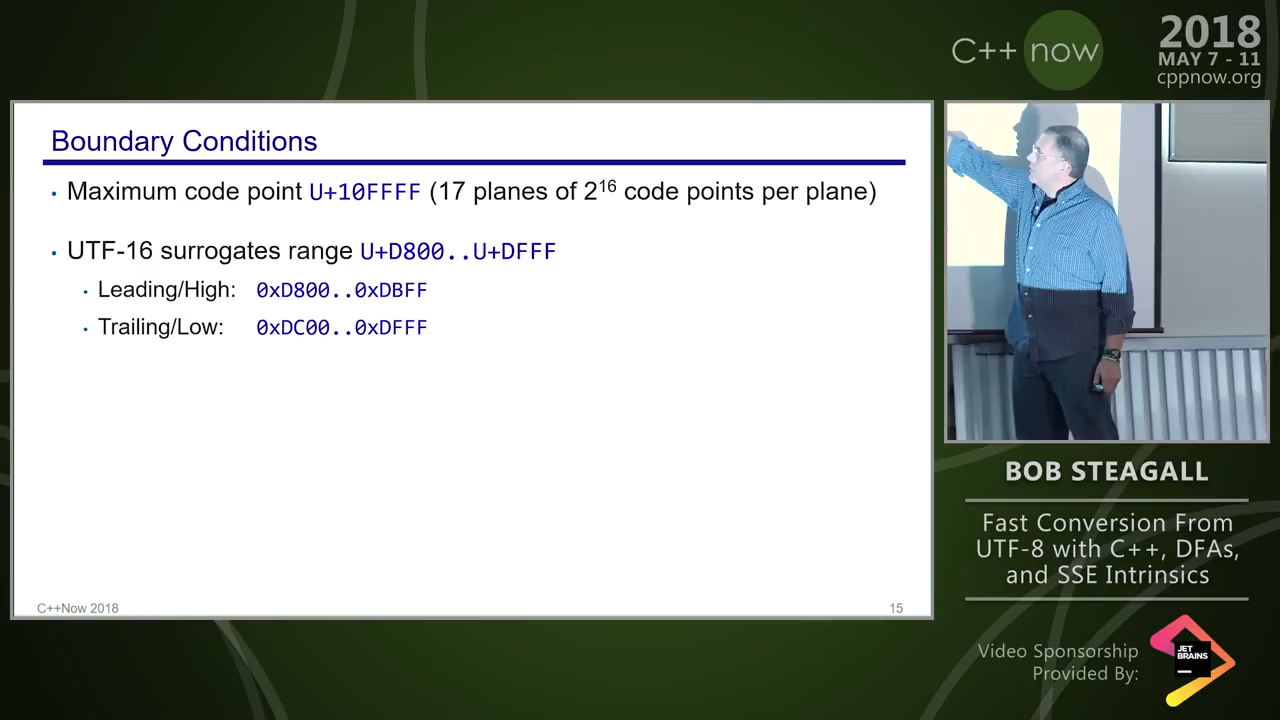 C++ now
2018
MAY 7 - 11
cppnow.org
Boundary Conditions
• Maximum code point U+10FFFF (17 planes of 2¹⁶ code points per plane)
• UTF-16 surrogates range U+D800..U+DFFF
• Leading/High: 0xD800..0xDBFF
• Trailing/Low: 0xDC00..0xDFFF
C++Now 2018
15
BOB STEAGALL
Fast Conversion From
UTF-8 with C++, DFAs,
and SSE Intrinsics
Video Sponsorship
Provided By:
JET
BRAINS